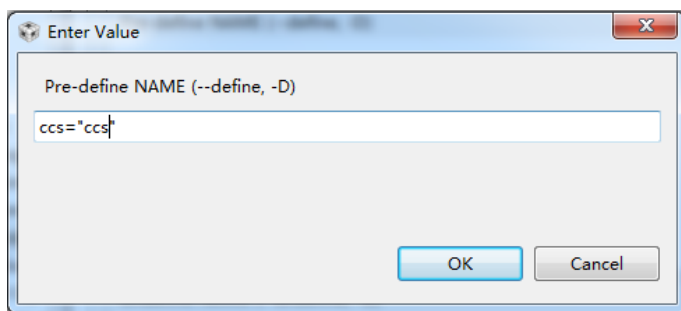 Enter Value
Pre-define NAME (--define, -D)
ccs="ccs"
OK
Cancel